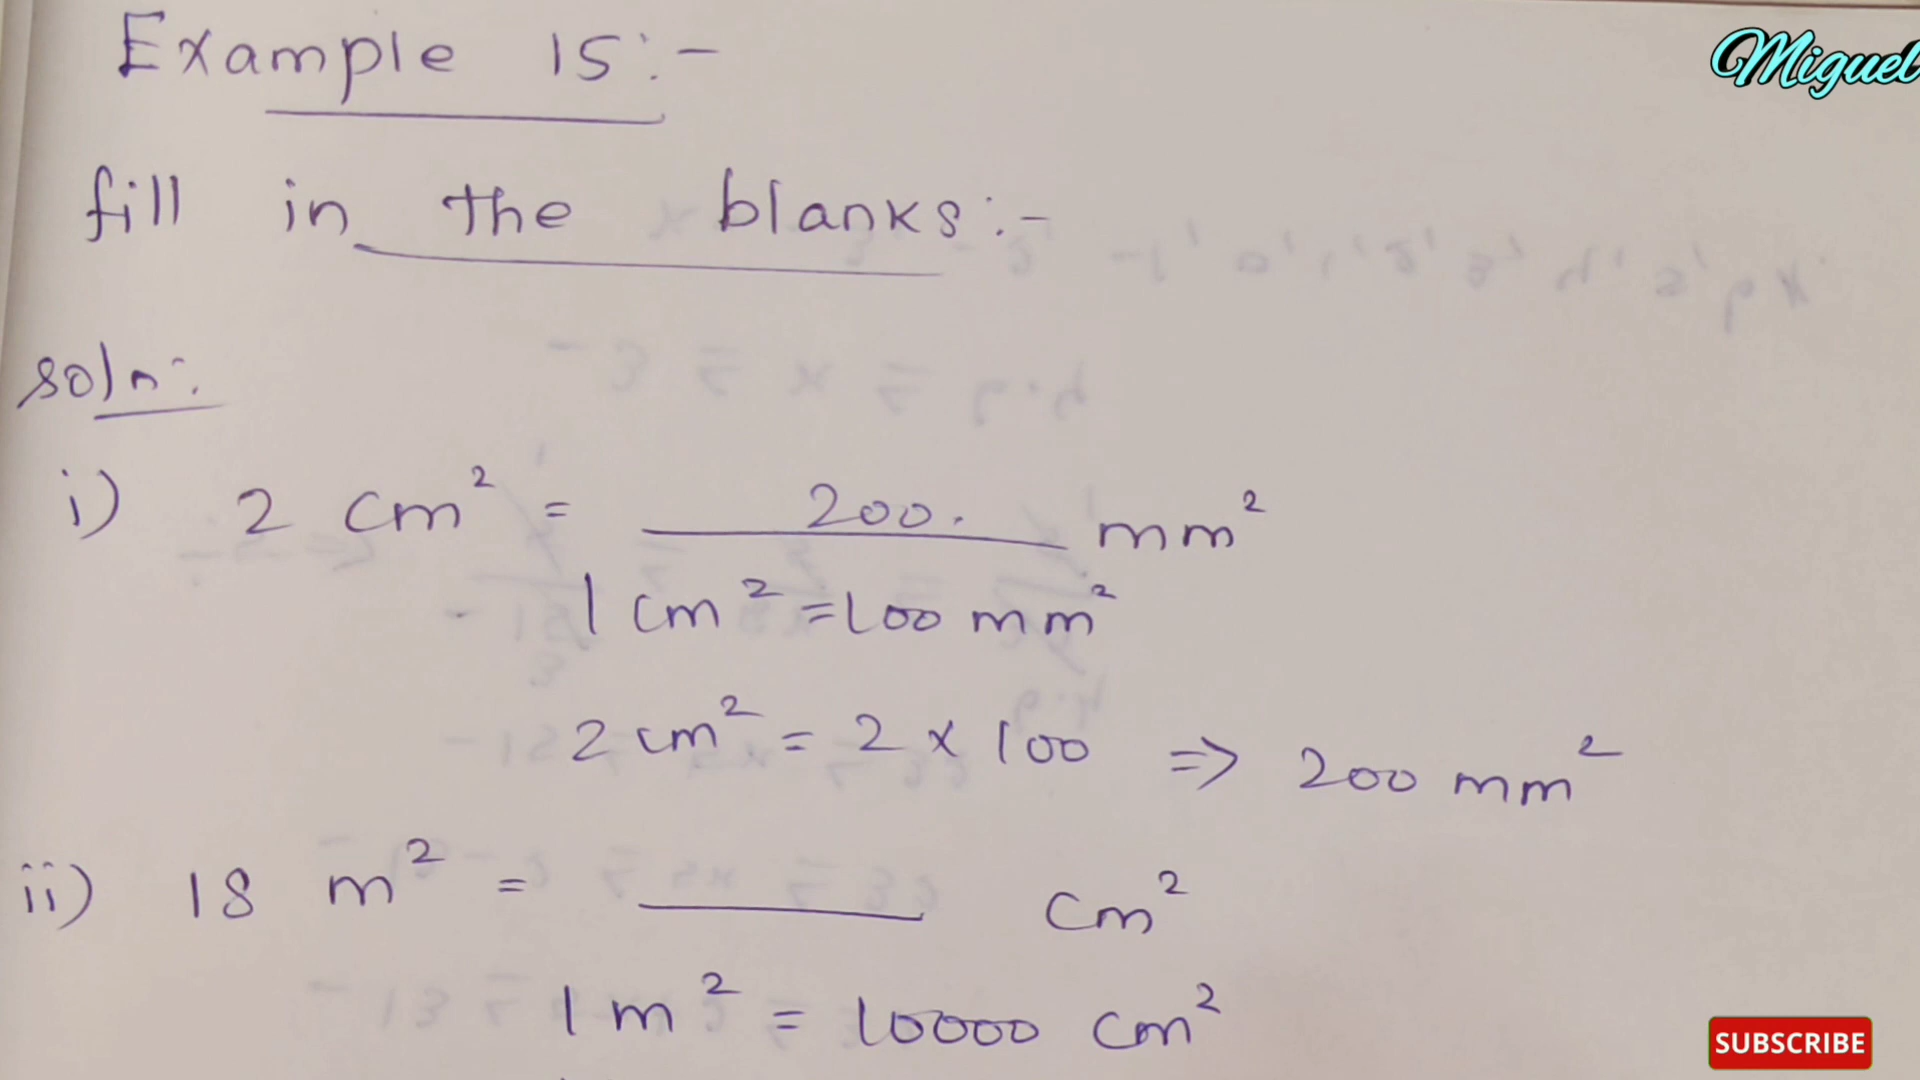 Example 15:-
Miguel
fill in the blanks:-
soln:
i) 2 cm² = 200. mm²
1 cm² = 100 mm²
2 cm² = 2 × 100 => 200 mm²
ii) 18 m² = ______ cm²
1 m² = 10000 cm²
SUBSCRIBE